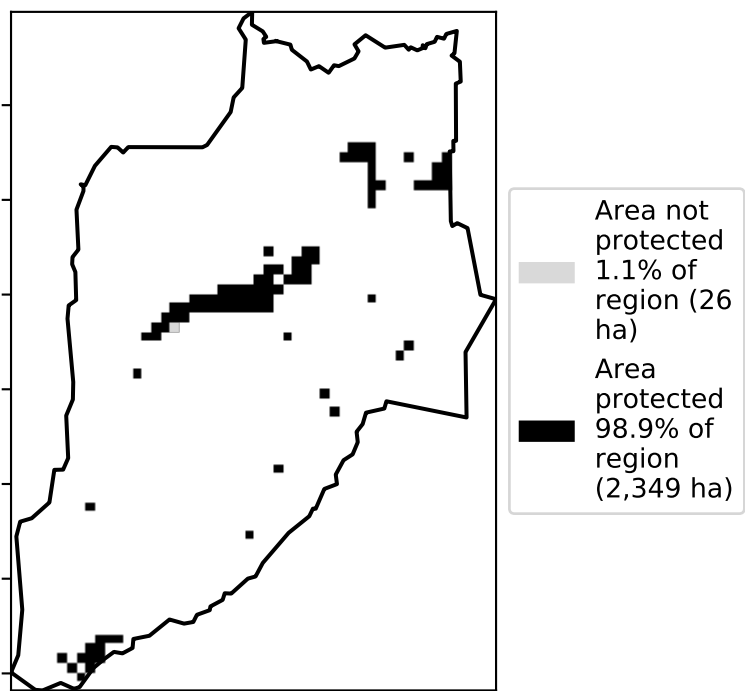 Area not
protected
1.1% of
region (26
ha)
Area
protected
98.9% of
region
(2,349 ha)